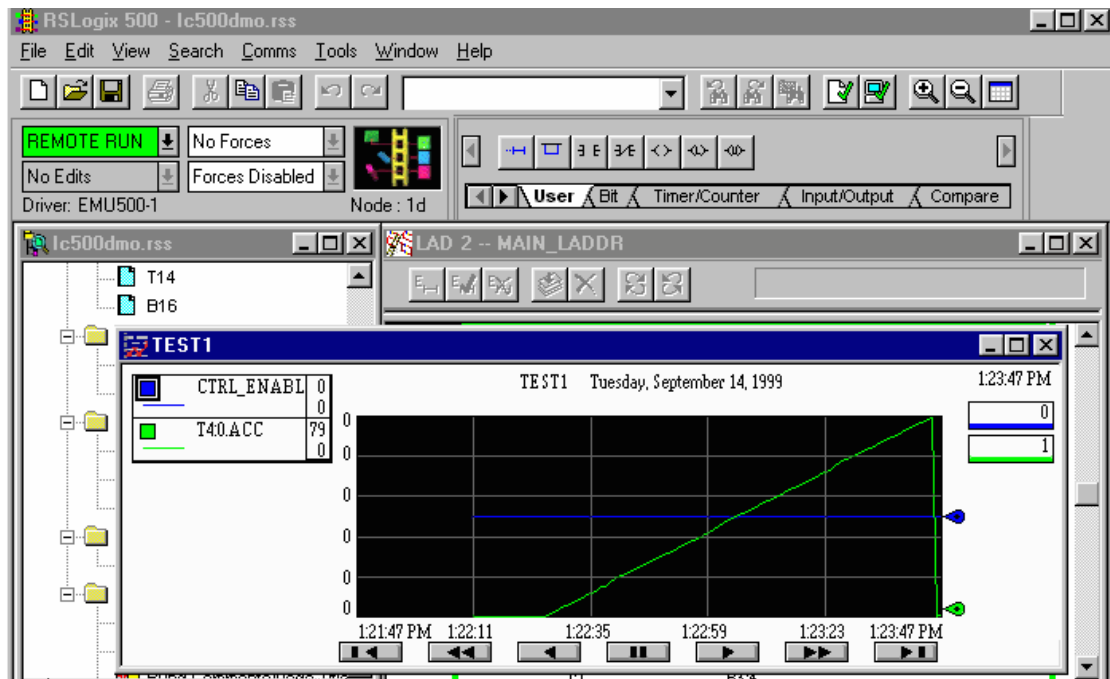 RSLogix 500 - lc500dmo.rss
File Edit View Search Comms Tools Window Help
REMOTE RUN No Forces
No Edits Forces Disabled
Driver: EMU500-1 Node : 1d
User Bit Timer/Counter Input/Output Compare
lc500dmo.rss
LAD 2 -- MAIN_LADDR
T14
B16
TEST1
CTRL_ENABL 0
0
T4:0.ACC 79
0
TEST1 Tuesday, September 14, 1999
1:23:47 PM
0
1
0
0
0
0
0
0
1:21:47 PM 1:22:11 1:22:35 1:22:59 1:23:23 1:23:47 PM